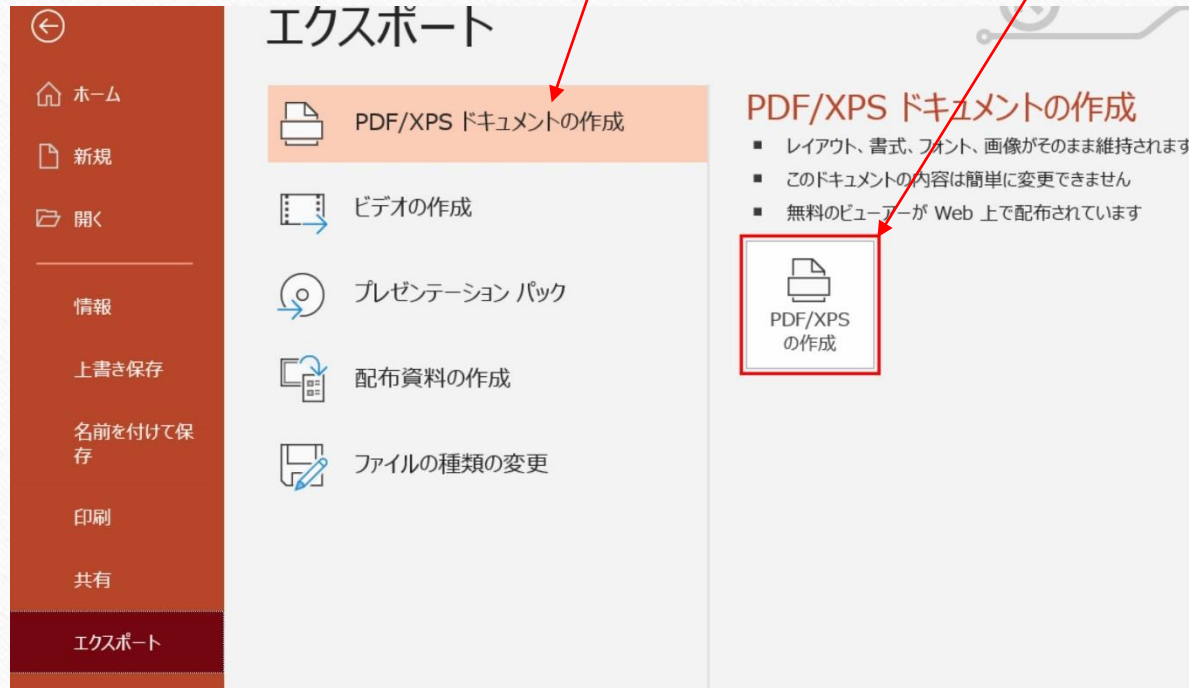 エクスポート
ホーム
新規
開く
情報
上書き保存
名前を付けて保
存
印刷
共有
エクスポート
PDF/XPS ドキュメントの作成
ビデオの作成
プレゼンテーション パック
配布資料の作成
ファイルの種類の変更
PDF/XPS ドキュメントの作成
■ レイアウト、書式、フォント、画像がそのまま維持されます
■ このドキュメントの内容は簡単に変更できません
■ 無料のビューアーが Web 上で配布されています
PDF/XPS
の作成